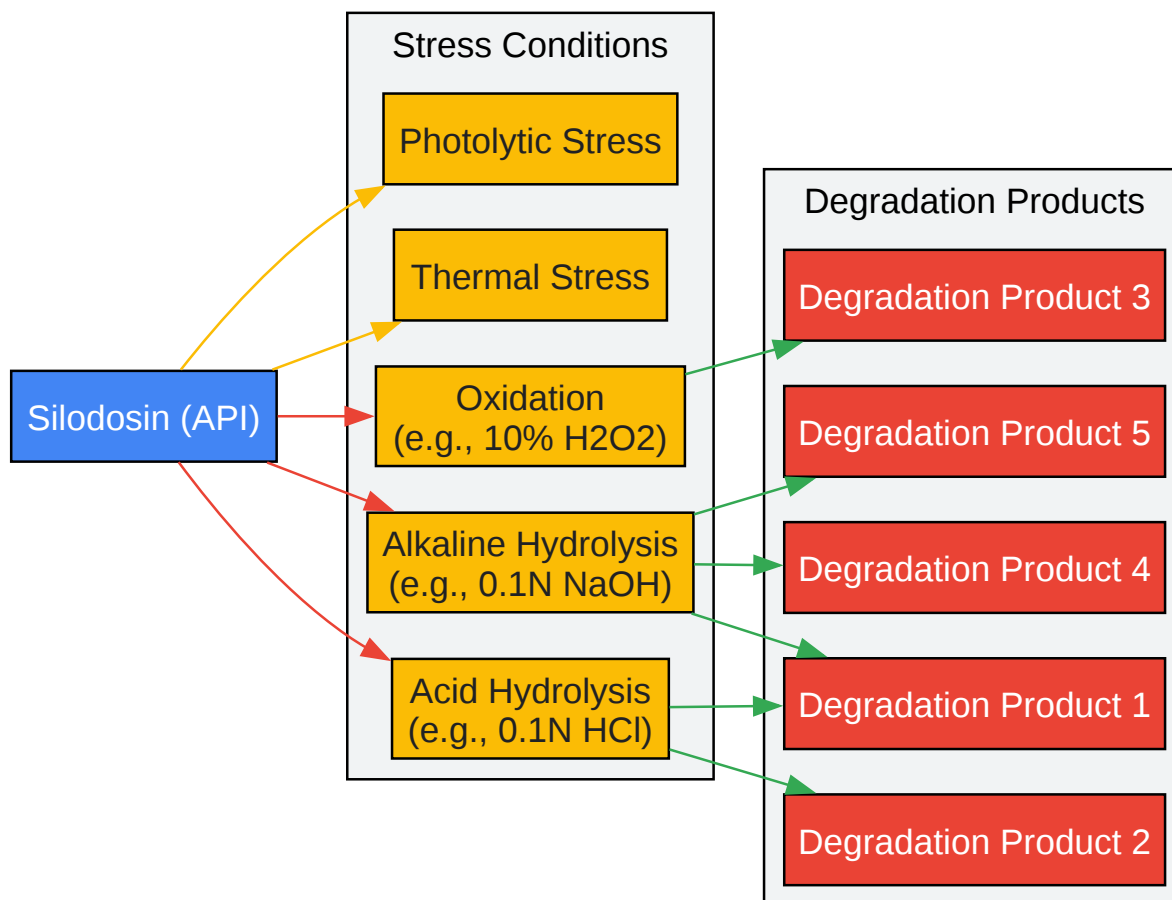 Stress Conditions
Photolytic Stress
Thermal Stress
Oxidation
(e.g., 10% H2O2)
Alkaline Hydrolysis
(e.g., 0.1N NaOH)
Acid Hydrolysis
(e.g., 0.1N HCl)
Silodosin (API)
Degradation Products
Degradation Product 3
Degradation Product 5
Degradation Product 4
Degradation Product 1
Degradation Product 2